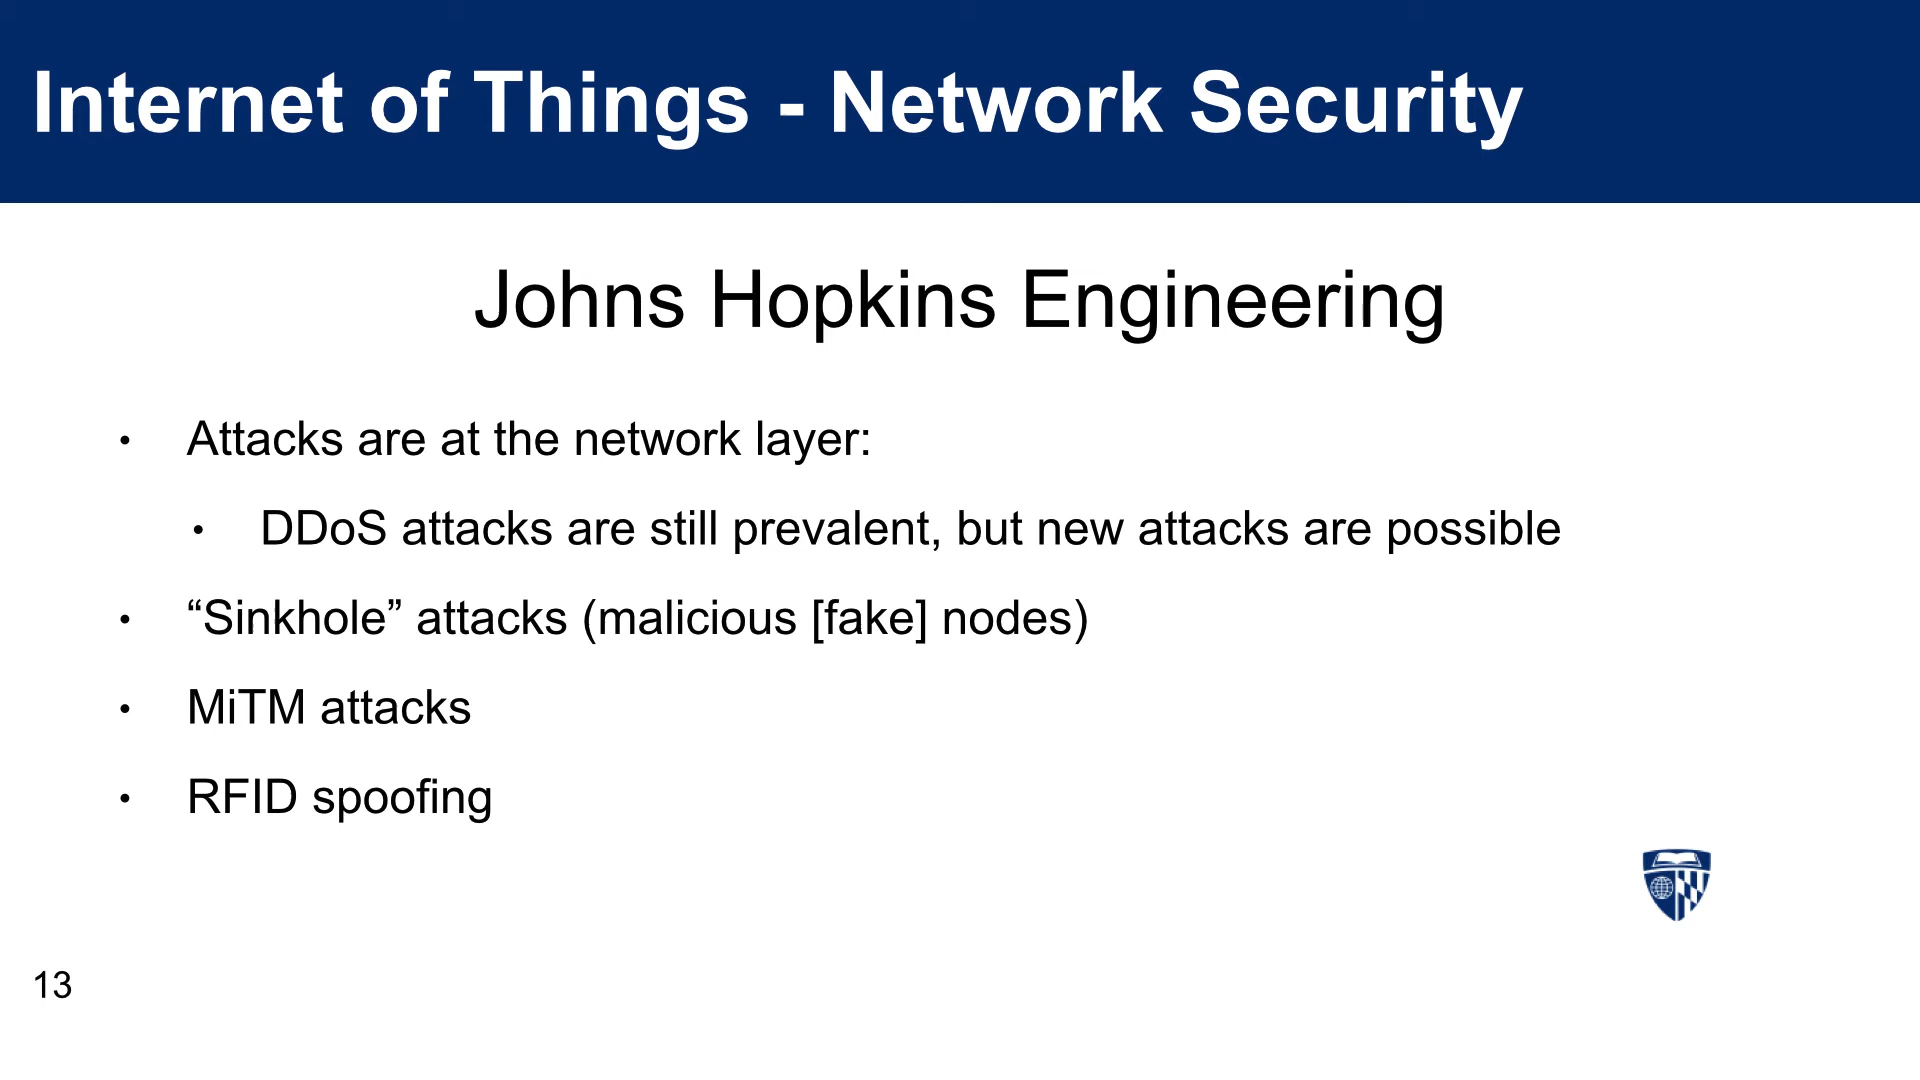 Internet of Things - Network Security
Johns Hopkins Engineering
• Attacks are at the network layer:
• DDoS attacks are still prevalent, but new attacks are possible
• “Sinkhole” attacks (malicious [fake] nodes)
• MiTM attacks
• RFID spoofing
13